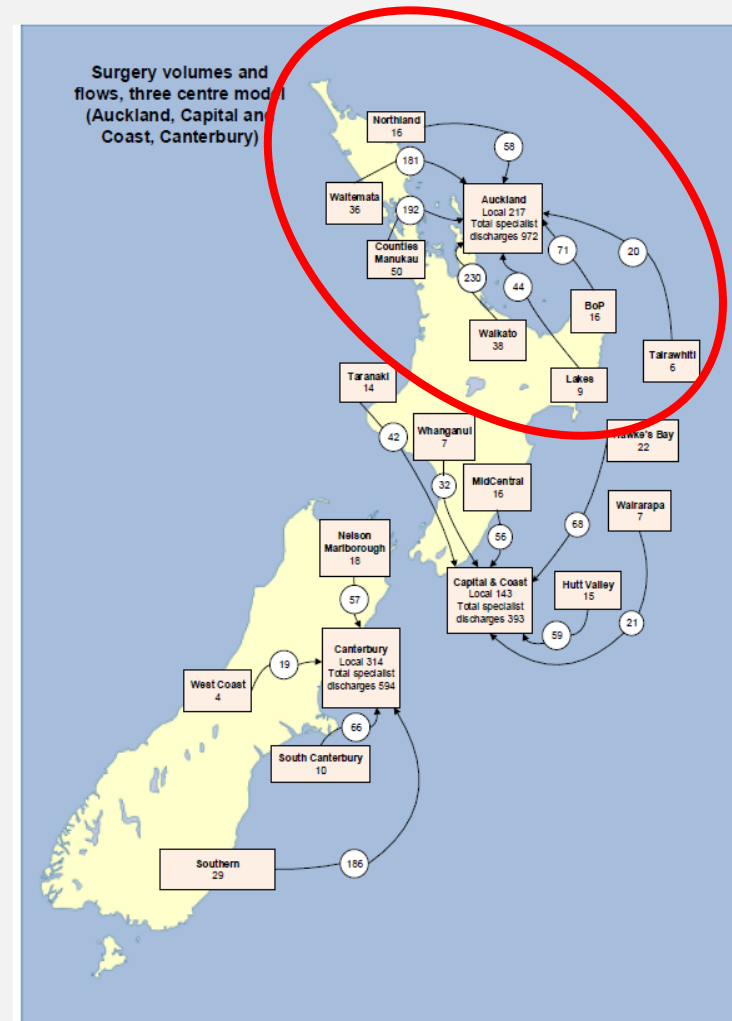 Surgery volumes and
flows, three centre model
(Auckland, Capital and
Coast, Canterbury)
Northland
16
58
181
Waitemata
36
Auckland
Local 217
Total specialist
discharges 972
192
Counties
Manukau
50
230
44
71
20
BoP
16
Waikato
38
Lakes
9
Tairawhiti
6
Taranaki
14
42
Whanganui
7
32
MidCentral
16
56
Hawke's Bay
22
68
Wairarapa
7
Nelson
Marlborough
18
57
Capital & Coast
Local 143
Total specialist
discharges 393
Hutt Valley
15
59
21
Canterbury
Local 314
Total specialist
discharges 594
19
West Coast
4
66
South Canterbury
10
Southern
29
186